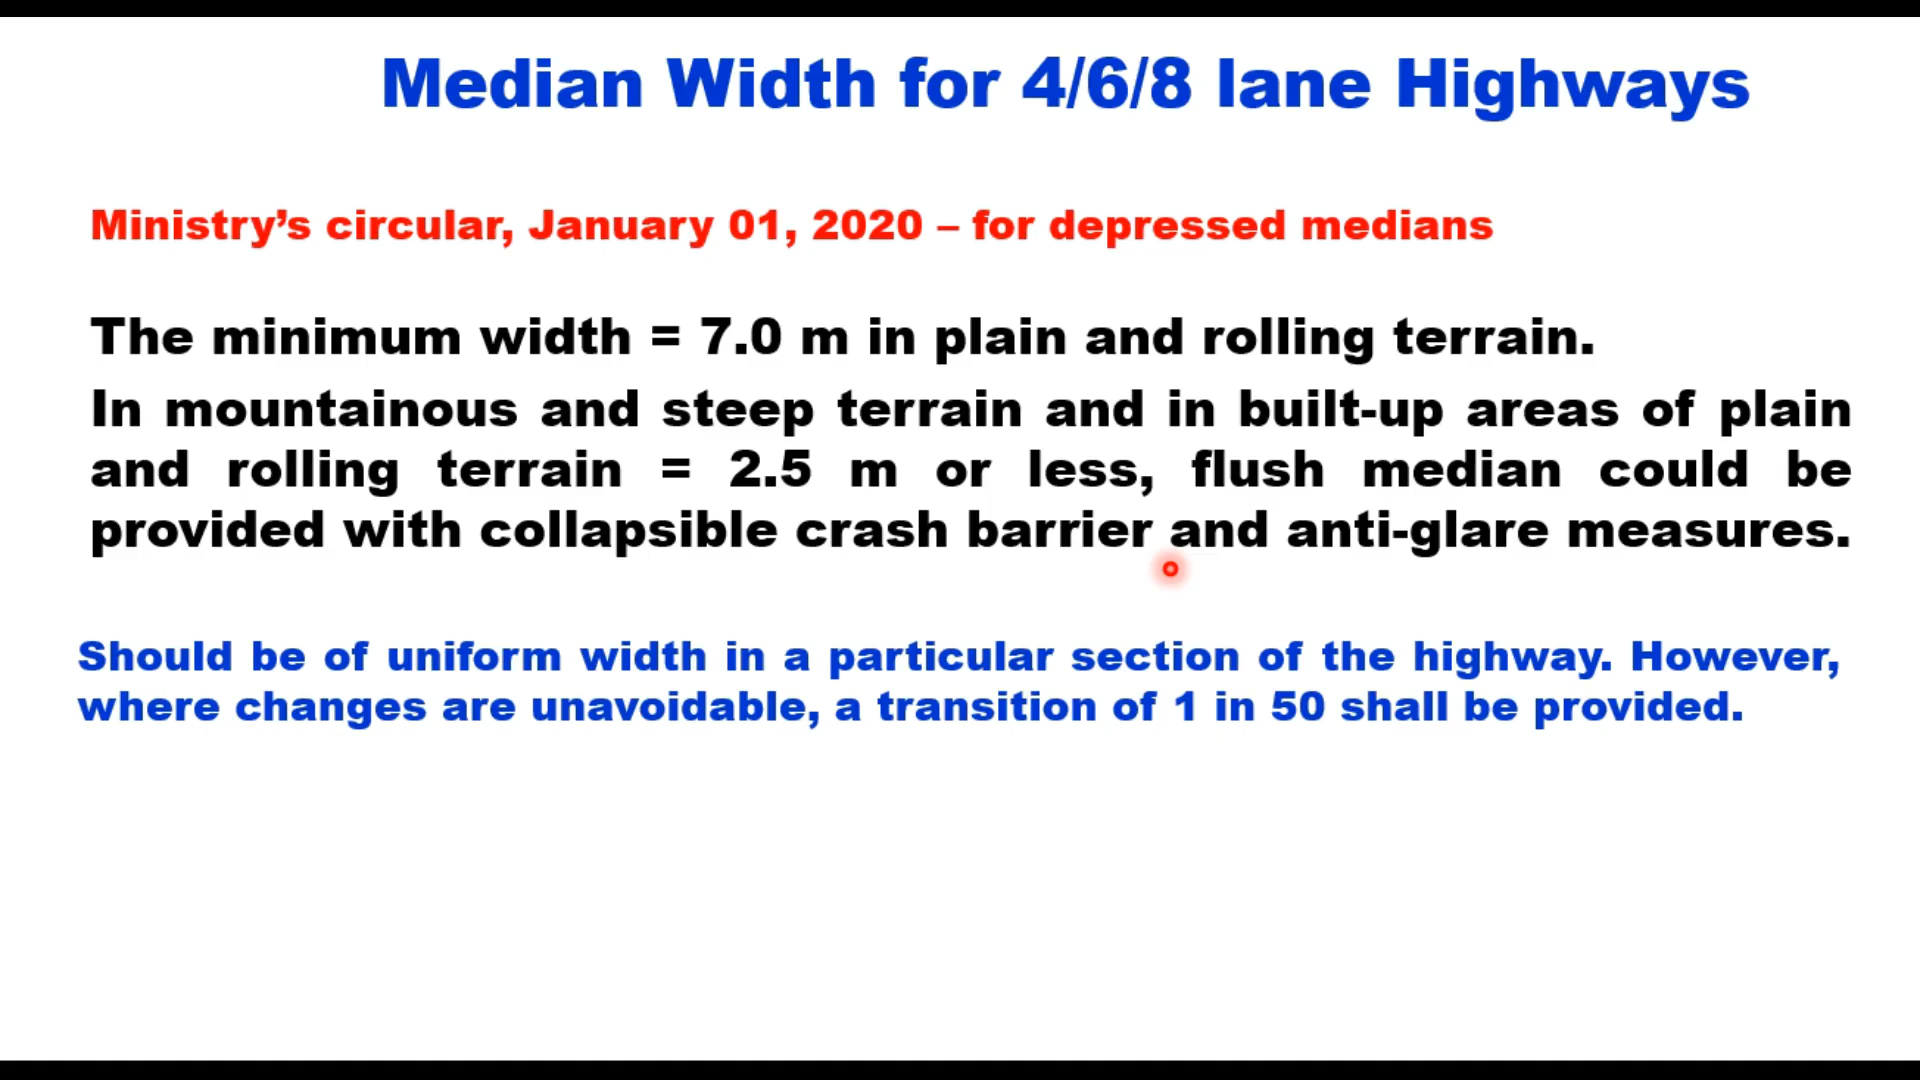 Median Width for 4/6/8 lane Highways
Ministry’s circular, January 01, 2020 – for depressed medians
The minimum width = 7.0 m in plain and rolling terrain.
In mountainous and steep terrain and in built-up areas of plain
and rolling terrain = 2.5 m or less, flush median could be
provided with collapsible crash barrier and anti-glare measures.
Should be of uniform width in a particular section of the highway. However,
where changes are unavoidable, a transition of 1 in 50 shall be provided.